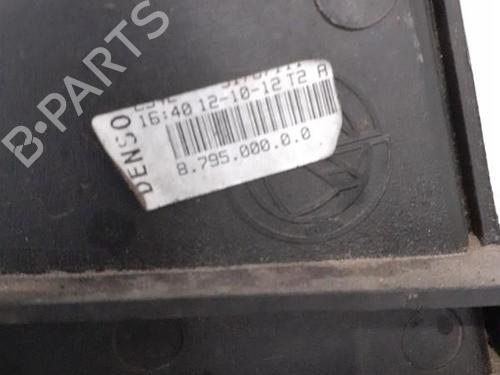 DENSO
16:40 12-10-12 T2 A
8.795.000.0.0
B-PARTS